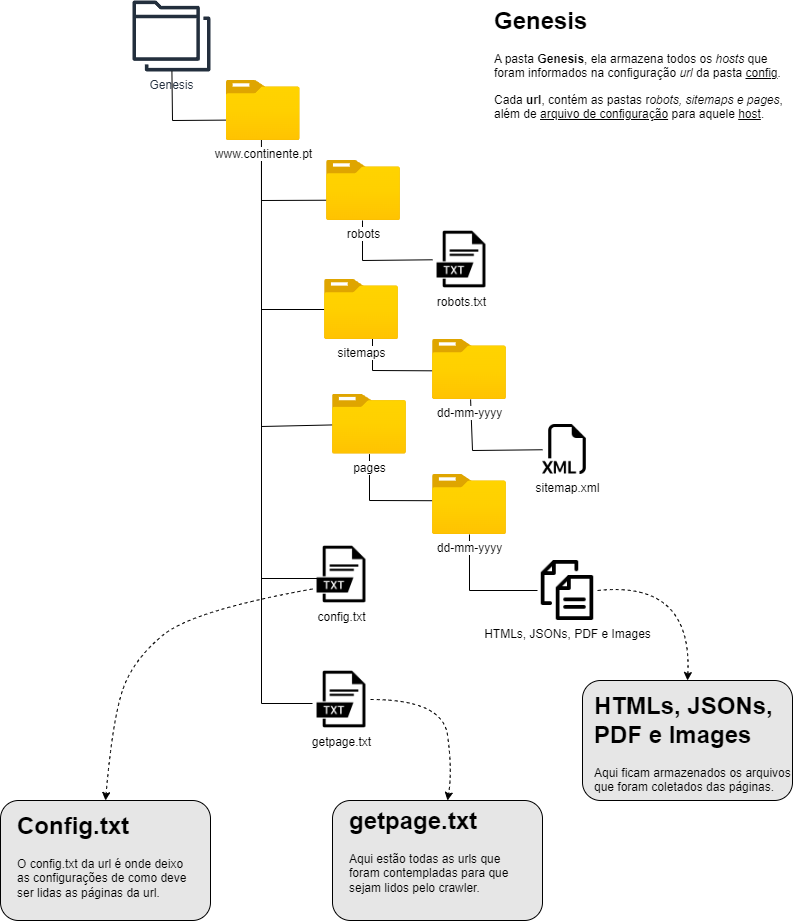 Genesis
A pasta Genesis, ela armazena todos os hosts que
foram informados na configuração url da pasta config.
Cada url, contém as pastas robots, sitemaps e pages,
além de arquivo de configuração para aquele host.
Genesis
www.continente.pt
robots
TXT
robots.txt
sitemaps
dd-mm-yyyy
XML
sitemap.xml
pages
dd-mm-yyyy
HTMLs, JSONs, PDF e Images
TXT
config.txt
TXT
getpage.txt
HTMLs, JSONs,
PDF e Images
Aqui ficam armazenados os arquivos
que foram coletados das páginas.
Config.txt
O config.txt da url é onde deixo
as configurações de como deve
ser lidas as páginas da url.
getpage.txt
Aqui estão todas as urls que
foram contempladas para que
sejam lidos pelo crawler.